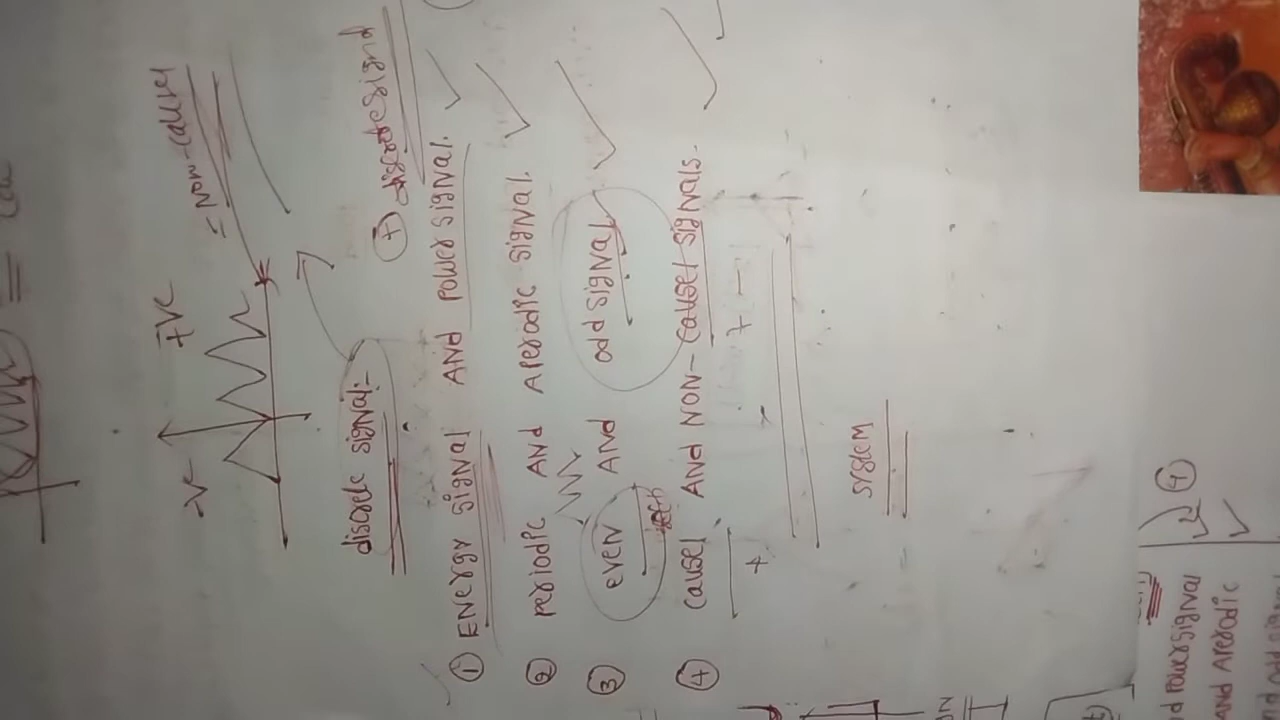 -ve +ve
= NON-causel
discrete signal:-
+ discrete signal
① ENergy signal AND Power signal.
② periodic AND Aperodic signal.
③ even AND odd signal
④ causel AND NON-causel signals.
+ + -
system
④
d Power signal
AND Aperodic